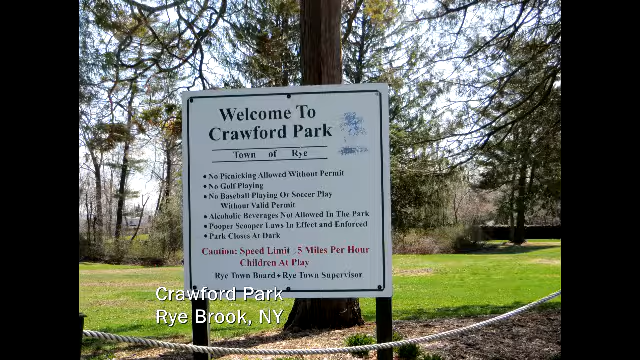 Welcome To
Crawford Park
Town of Rye
• No Picnicking Allowed Without Permit
• No Golf Playing
• No Baseball Playing Or Soccer Play
Without Valid Permit
• Alcoholic Beverages Not Allowed In The Park
• Pooper Scooper Laws In Effect and Enforced
• Park Closes At Dark
Caution: Speed Limit 5 Miles Per Hour
Children At Play
Rye Town Board • Rye Town Supervisor
Crawford Park
Rye Brook, NY